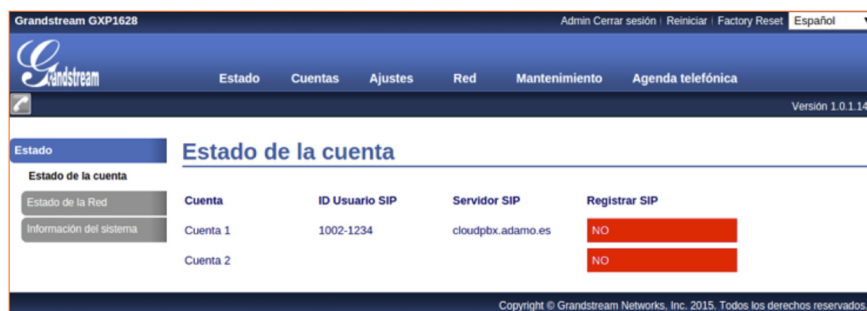 Grandstream GXP1628
Admin Cerrar sesión | Reiniciar | Factory Reset Español
Grandstream
Estado Cuentas Ajustes Red Mantenimiento Agenda telefónica
Versión 1.0.1.14
Estado
Estado de la cuenta
Estado de la Red
Información del sistema
Estado de la cuenta
Cuenta ID Usuario SIP Servidor SIP Registrar SIP
Cuenta 1 1002-1234 cloudpbx.adamo.es NO
Cuenta 2 NO
Copyright © Grandstream Networks, Inc. 2015. Todos los derechos reservados.